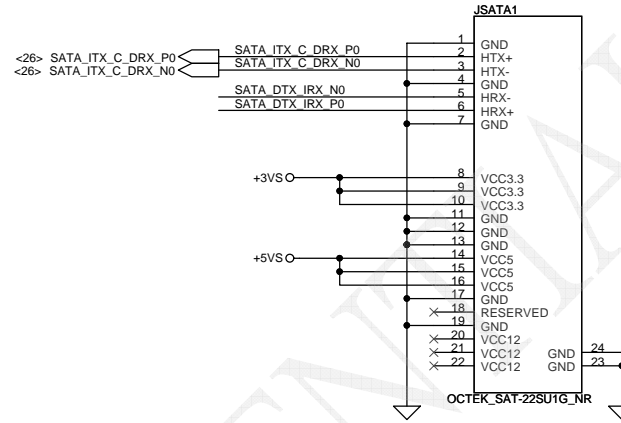 JSATA1
1 GND
<26> SATA_ITX_C_DRX_P0 SATA_ITX_C_DRX_P0 2 HTX+
<26> SATA_ITX_C_DRX_N0 SATA_ITX_C_DRX_N0 3 HTX-
4 GND
SATA_DTX_IRX_N0 5 HRX-
SATA_DTX_IRX_P0 6 HRX+
7 GND
+3VS 8 VCC3.3
9 VCC3.3
10 VCC3.3
11 GND
12 GND
13 GND
+5VS 14 VCC5
15 VCC5
16 VCC5
17 GND
18 RESERVED
19 GND
20 VCC12
21 VCC12 GND 24
22 VCC12 GND 23
OCTEK_SAT-22SU1G_NR